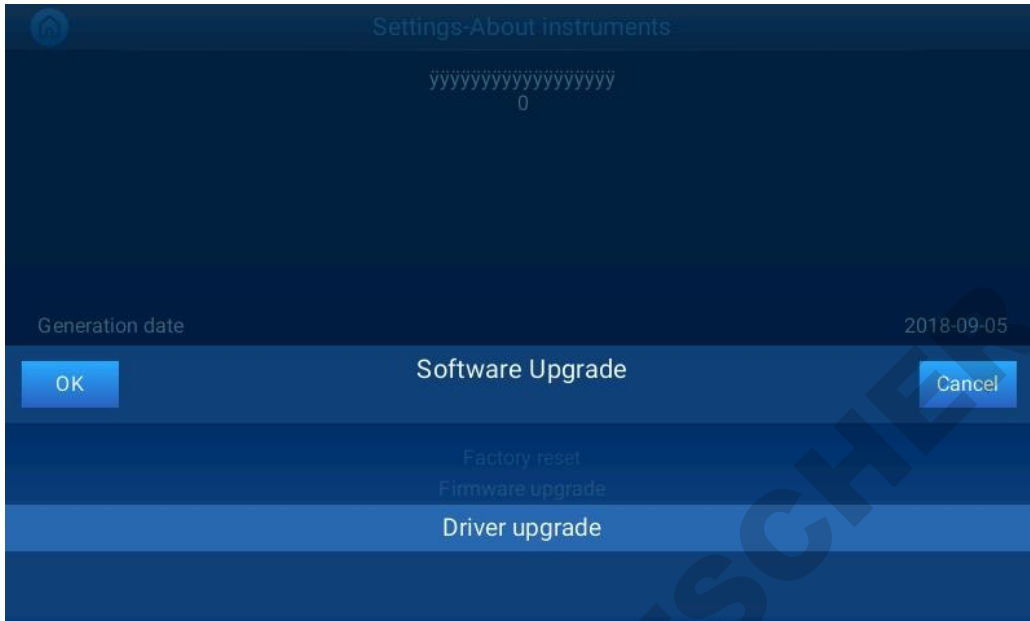 Settings-About instruments
ÿÿÿÿÿÿÿÿÿÿÿÿÿÿÿÿÿÿÿ
0
Generation date 2018-09-05
OK Software Upgrade Cancel
Factory reset
Firmware upgrade
Driver upgrade